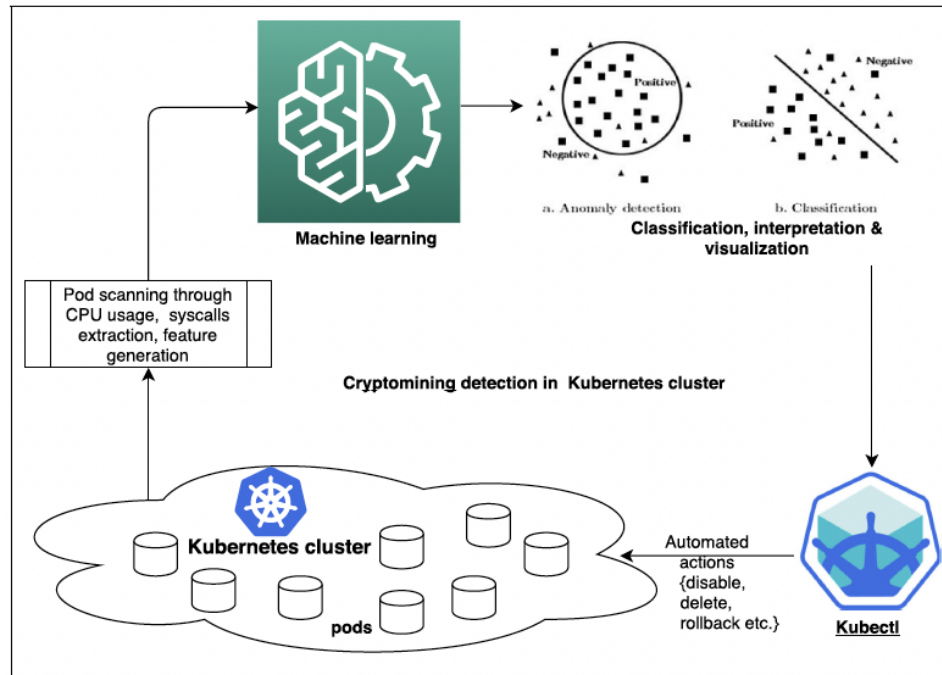 Positive
Negative
a. Anomaly detection
Negative
Positive
b. Classification
Machine learning
Classification, interpretation &
visualization
Pod scanning through
CPU usage, syscalls
extraction, feature
generation
Cryptomining detection in Kubernetes cluster
Kubernetes cluster
pods
Automated
actions
{disable,
delete,
rollback etc.}
Kubectl